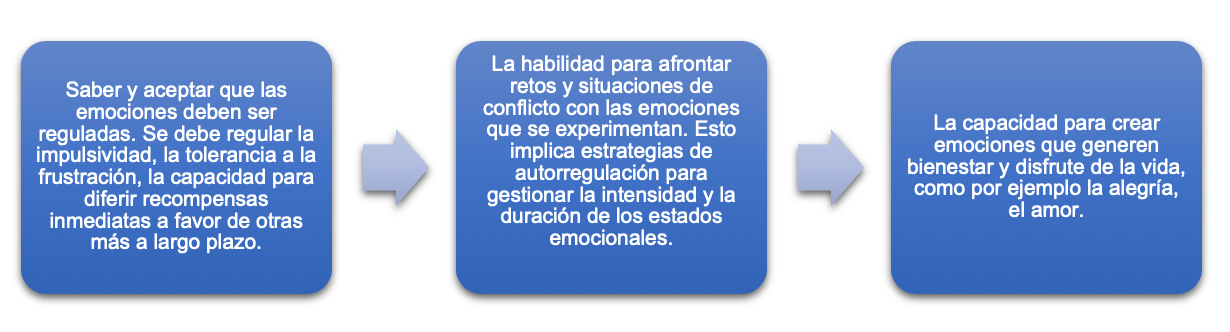 Saber y aceptar que las
emociones deben ser
reguladas. Se debe regular la
impulsividad, la tolerancia a la
frustración, la capacidad para
diferir recompensas
inmediatas a favor de otras
más a largo plazo.
La habilidad para afrontar
retos y situaciones de
conflicto con las emociones
que se experimentan. Esto
implica estrategias de
autorregulación para
gestionar la intensidad y la
duración de los estados
emocionales.
La capacidad para crear
emociones que generen
bienestar y disfrute de la vida,
como por ejemplo la alegría,
el amor.